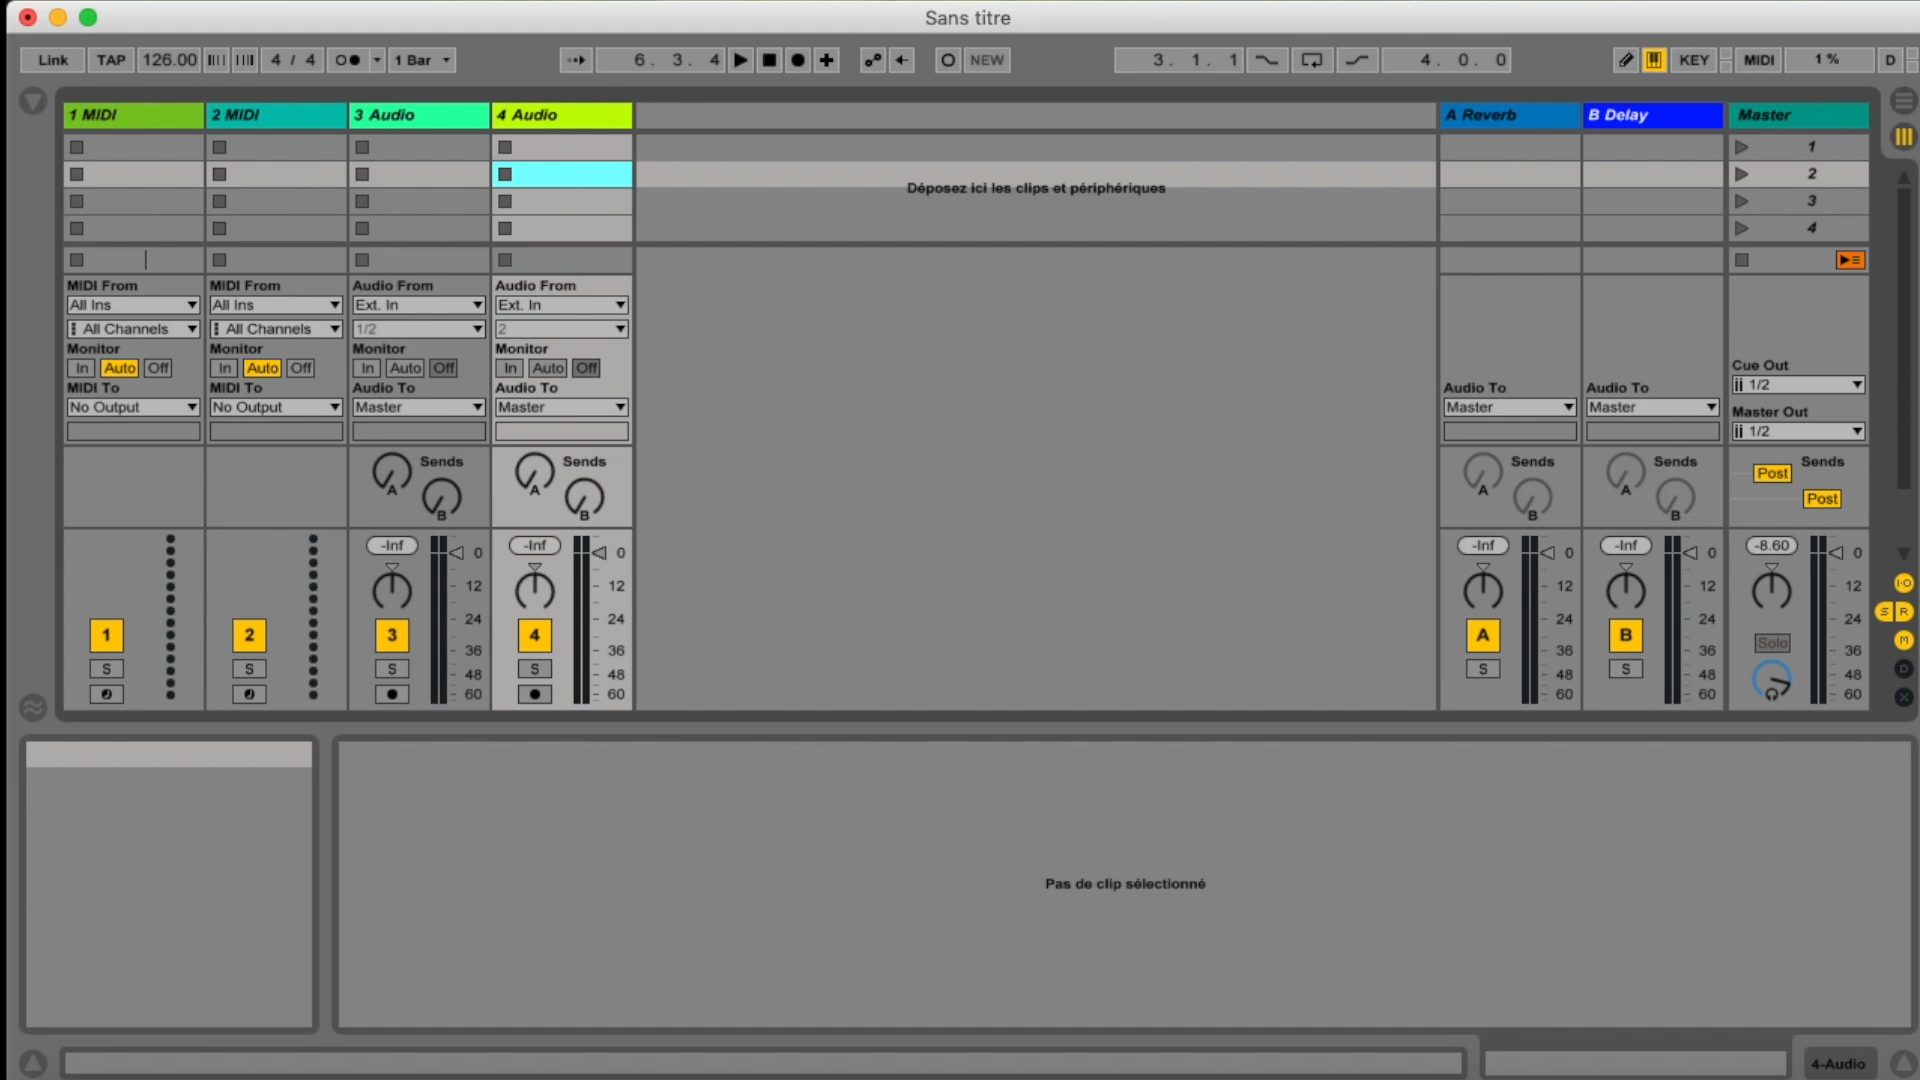 Sans titre
Link TAP 126.00 4 / 4 1 Bar 6. 3. 4 NEW 3. 1. 1 4. 0. 0 KEY MIDI 1 % D
1 MIDI 2 MIDI 3 Audio 4 Audio A Reverb B Delay Master
1
2
Déposez ici les clips et périphériques
3
4
MIDI From MIDI From Audio From Audio From
All Ins All Ins Ext. In Ext. In
All Channels All Channels 1/2 2
Monitor Monitor Monitor Monitor
In Auto Off In Auto Off In Auto Off In Auto Off Cue Out
MIDI To MIDI To Audio To Audio To Audio To Audio To 1/2
No Output No Output Master Master Master Master Master Out
1/2
Sends Sends Sends Sends Sends
A A A A Post
B B B B Post
-Inf 0 -Inf 0 -Inf 0 -Inf 0 -8.60 0
12 12 12 12 12
I·O
24 24 24 24 24 S R
1 2 3 4 A B Solo M
36 36 36 36 36
S S S S S S 48 48 48 48 48 D
60 60 60 60 60 X
Pas de clip sélectionné
4-Audio